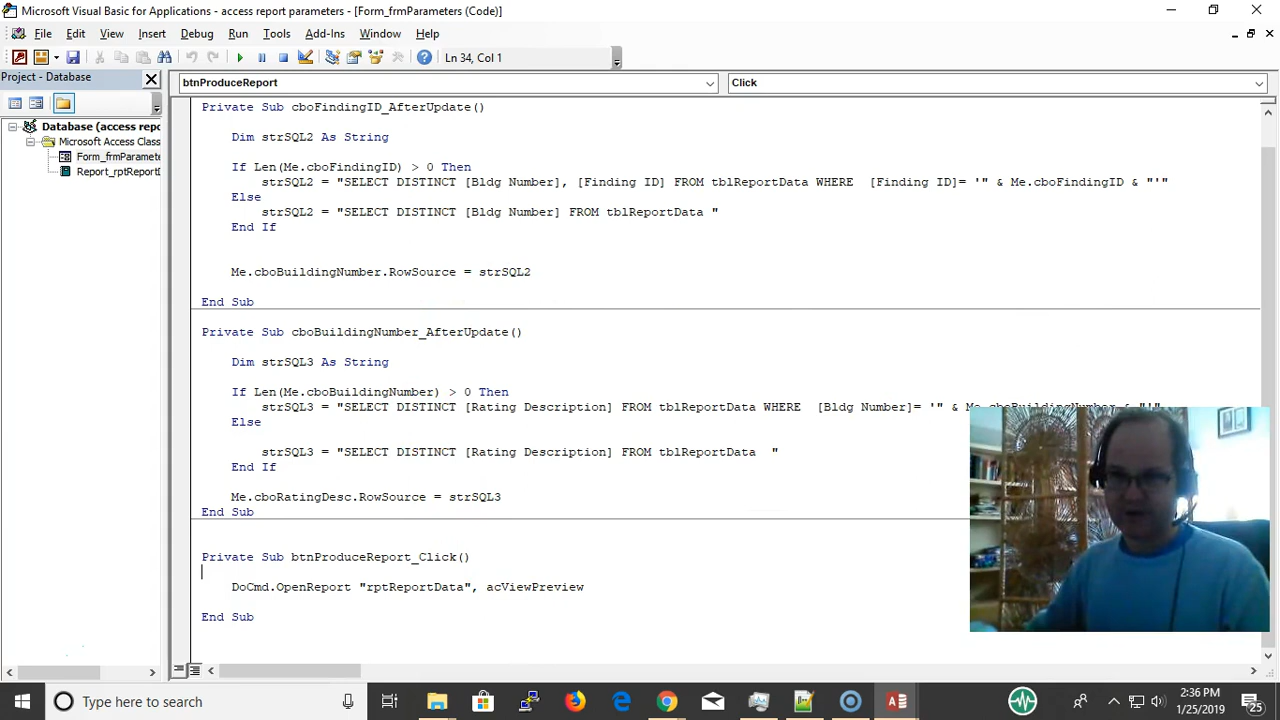 Microsoft Visual Basic for Applications - access report parameters - [Form_frmParameters (Code)]
File Edit View Insert Format Debug Run Tools Add-Ins Window Help
Ln 34, Col 1
Project - Database
btnProduceReport
Click
Database (access repo
Microsoft Access Class
Form_frmParamete
Report_rptReportD
Private Sub cboFindingID_AfterUpdate()
Dim strSQL2 As String
If Len(Me.cboFindingID) > 0 Then
strSQL2 = "SELECT DISTINCT [Bldg Number], [Finding ID] FROM tblReportData WHERE  [Finding ID]= '" & Me.cboFindingID & "'"
Else
strSQL2 = "SELECT DISTINCT [Bldg Number] FROM tblReportData "
End If
Me.cboBuildingNumber.RowSource = strSQL2
End Sub
Private Sub cboBuildingNumber_AfterUpdate()
Dim strSQL3 As String
If Len(Me.cboBuildingNumber) > 0 Then
strSQL3 = "SELECT DISTINCT [Rating Description] FROM tblReportData WHERE  [Bldg Number]= '" & Me.cboBuildingNumber & "'"
Else
strSQL3 = "SELECT DISTINCT [Rating Description] FROM tblReportData  "
End If
Me.cboRatingDesc.RowSource = strSQL3
End Sub
Private Sub btnProduceReport_Click()
DoCmd.OpenReport "rptReportData", acViewPreview
End Sub
Type here to search
2:36 PM
1/25/2019
25